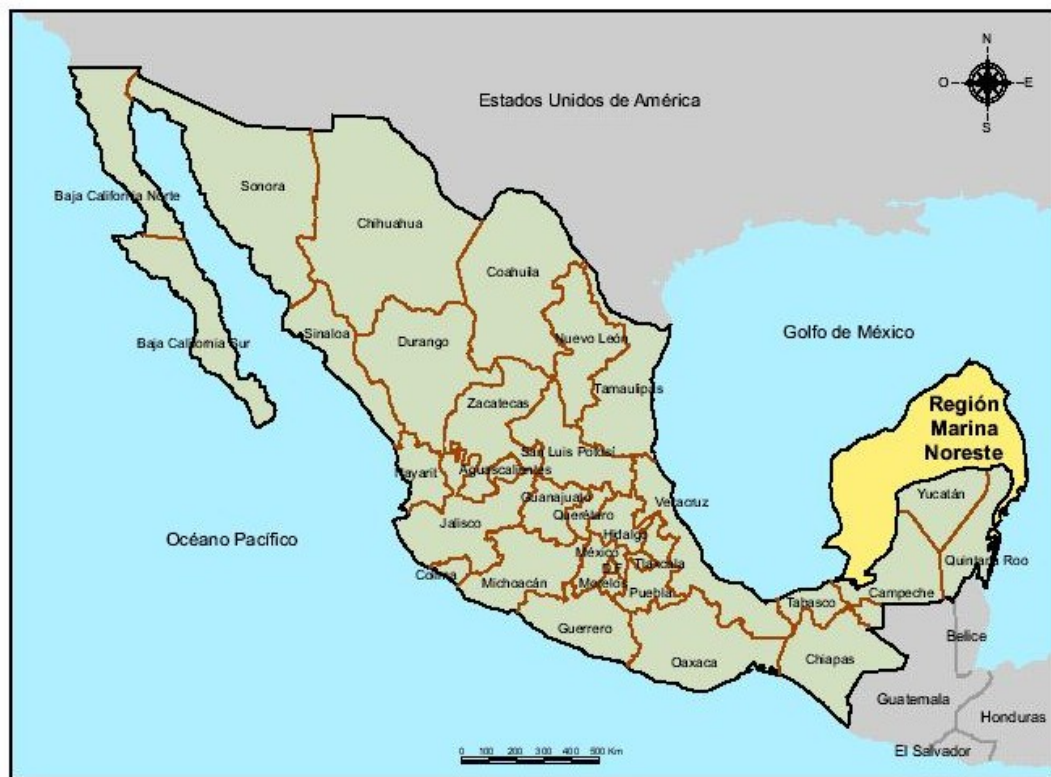 N
O
E
S
Estados Unidos de América
Baja California Norte
Sonora
Chihuahua
Coahuila
Baja California Sur
Sinaloa
Durango
Nuevo León
Golfo de México
Zacatecas
Tamaulipas
Región
Marina
Noreste
San Luis Potosí
Nayarit
Aguascalientes
Yucatán
Guanajuato
Veracruz
Querétaro
Jalisco
Hidalgo
Océano Pacífico
México
Tlaxcala
Quintana Roo
D.F.
Colima
Michoacán
Morelos
Puebla
Campeche
Tabasco
Guerrero
Belice
Oaxaca
Chiapas
Guatemala
Honduras
El Salvador
0 100 200 300 400 500 Km